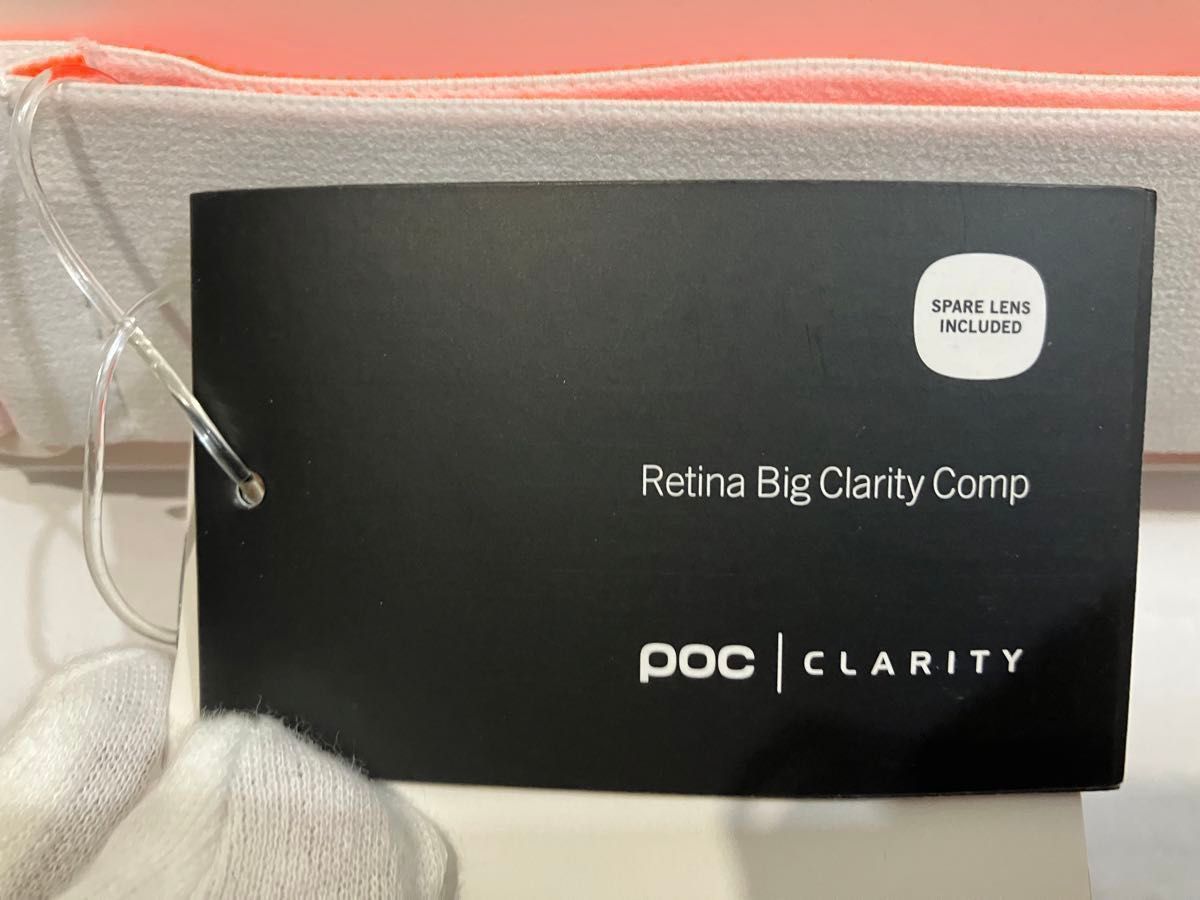 SPARE LENS
INCLUDED
Retina Big Clarity Comp
POC | CLARITY